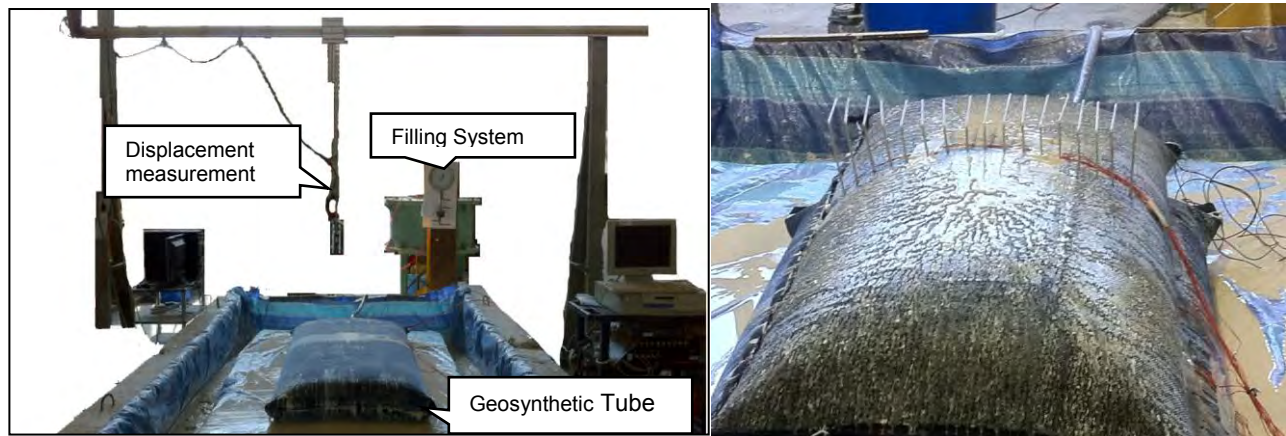 Displacement
measurement
Filling System
Geosynthetic Tube